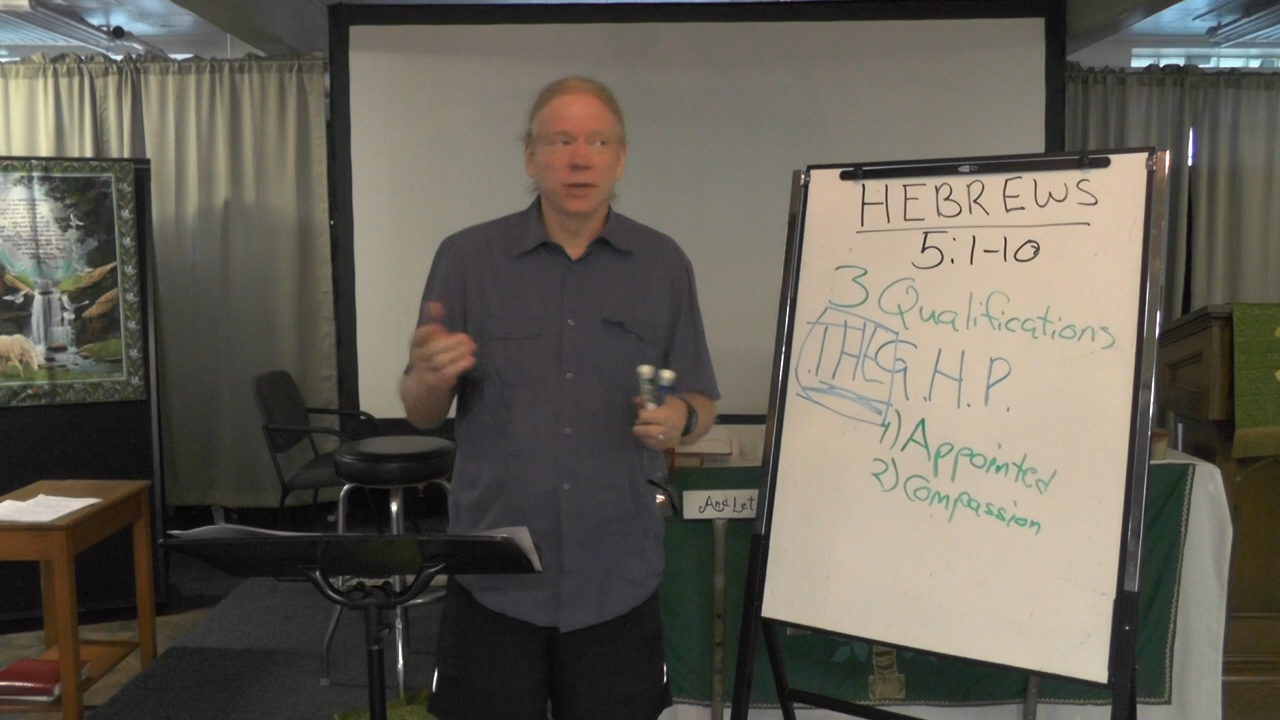 HEBREWS
5:1-10
3 Qualifications
THE G.H.P.
1) Appointed
2) Compassion
And Let